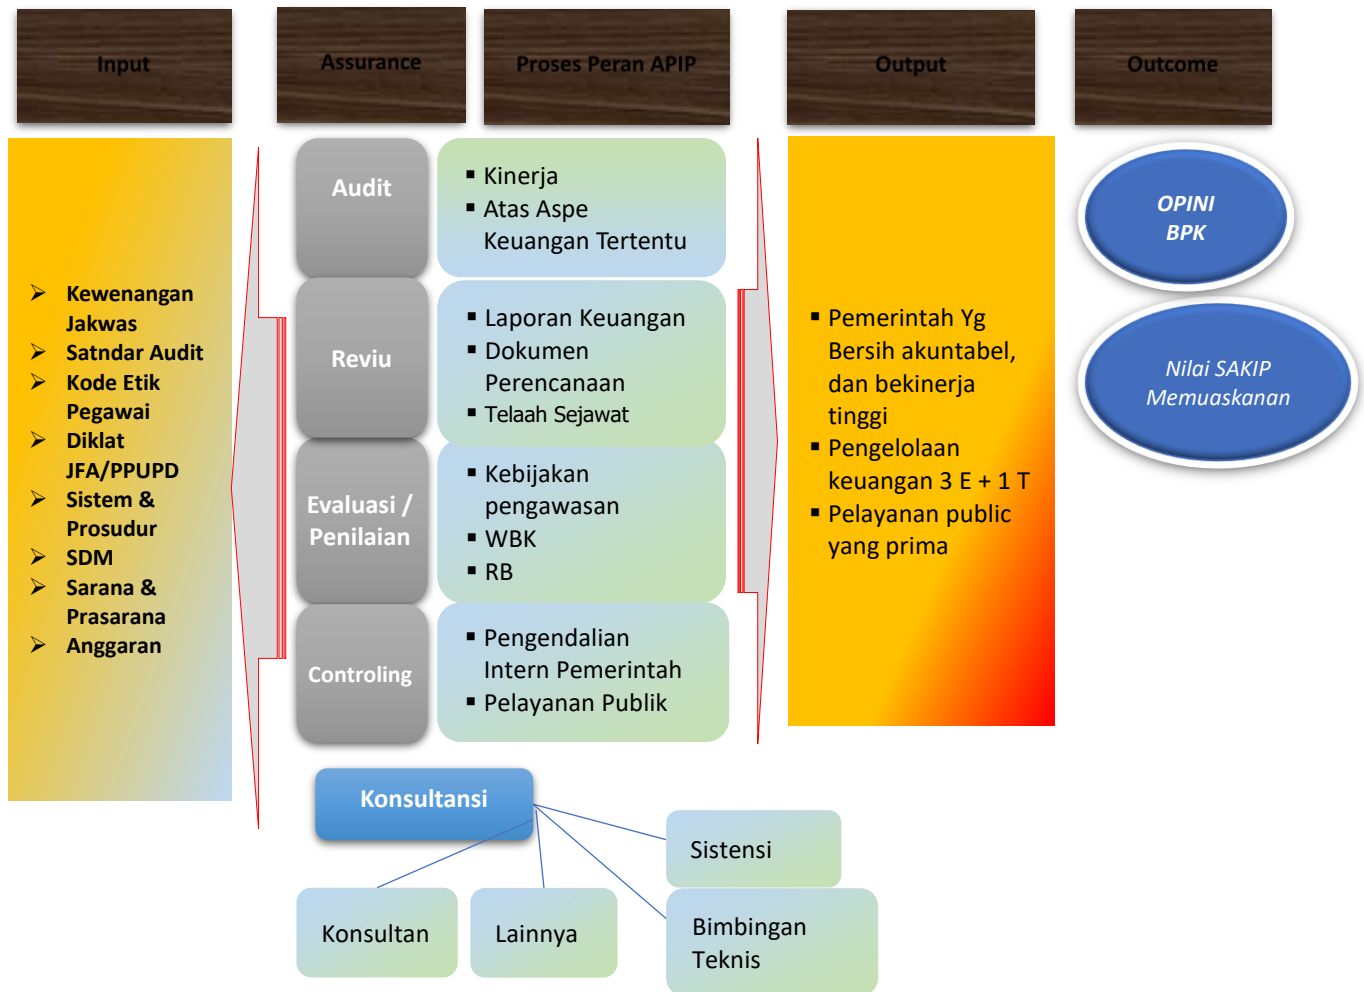 Input
Assurance
Proses Peran APIP
Output
Outcome
➢ Kewenangan
Jakwas
➢ Satndar Audit
➢ Kode Etik
Pegawai
➢ Diklat
JFA/PPUPD
➢ Sistem &
Prosudur
➢ SDM
➢ Sarana &
Prasarana
➢ Anggaran
Audit
▪ Kinerja
▪ Atas Aspe
Keuangan Tertentu
Reviu
▪ Laporan Keuangan
▪ Dokumen
Perencanaan
▪ Telaah Sejawat
Evaluasi /
Penilaian
▪ Kebijakan
pengawasan
▪ WBK
▪ RB
Controling
▪ Pengendalian
Intern Pemerintah
▪ Pelayanan Publik
▪ Pemerintah Yg
Bersih akuntabel,
dan bekinerja
tinggi
▪ Pengelolaan
keuangan 3 E + 1 T
▪ Pelayanan public
yang prima
OPINI
BPK
Nilai SAKIP
Memuaskanan
Konsultansi
Sistensi
Konsultan
Lainnya
Bimbingan
Teknis